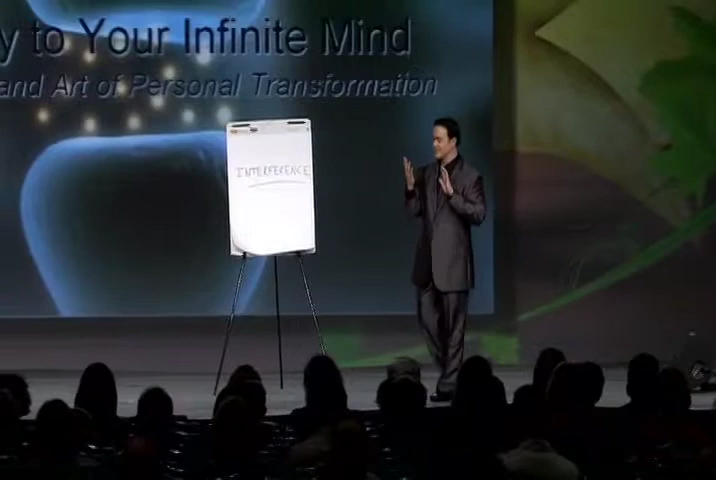 y to Your Infinite Mind
and Art of Personal Transformation
INTERFERENCE